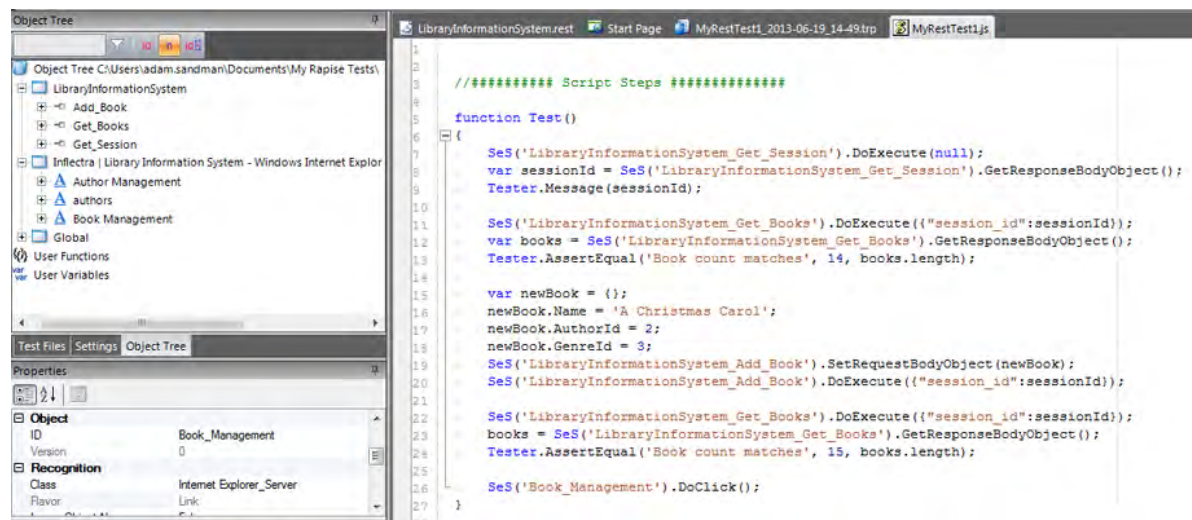 Object Tree
Object Tree C:\Users\adam.sandman\Documents\My Rapise Tests\
LibraryInformationSystem
Add_Book
Get_Books
Get_Session
Inflectra | Library Information System - Windows Internet Explor
Author Management
authors
Book Management
Global
User Functions
User Variables
Test Files Settings Object Tree
Properties
Object
ID Book_Management
Version 0
Recognition
Class Internet Explorer_Server
Flavor Link
LibraryInformationSystem.rest Start Page MyRestTest1_2013-06-19_14-49.trp MyRestTest1.js
1
2
3 //########## Script Steps ##############
4
5 function Test()
6 {
7 SeS('LibraryInformationSystem_Get_Session').DoExecute(null);
8 var sessionId = SeS('LibraryInformationSystem_Get_Session').GetResponseBodyObject();
9 Tester.Message(sessionId);
10
11 SeS('LibraryInformationSystem_Get_Books').DoExecute({"session_id":sessionId});
12 var books = SeS('LibraryInformationSystem_Get_Books').GetResponseBodyObject();
13 Tester.AssertEqual('Book count matches', 14, books.length);
14
15 var newBook = {};
16 newBook.Name = 'A Christmas Carol';
17 newBook.AuthorId = 2;
18 newBook.GenreId = 3;
19 SeS('LibraryInformationSystem_Add_Book').SetRequestBodyObject(newBook);
20 SeS('LibraryInformationSystem_Add_Book').DoExecute({"session_id":sessionId});
21
22 SeS('LibraryInformationSystem_Get_Books').DoExecute({"session_id":sessionId});
23 books = SeS('LibraryInformationSystem_Get_Books').GetResponseBodyObject();
24 Tester.AssertEqual('Book count matches', 15, books.length);
25
26 SeS('Book_Management').DoClick();
27 }